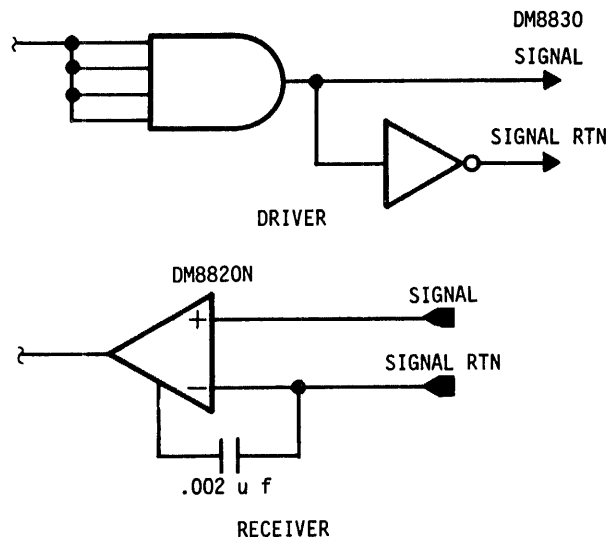 DM8830
SIGNAL
SIGNAL RTN
DRIVER
DM8820N
SIGNAL
+
SIGNAL RTN
−
.002 u f
RECEIVER